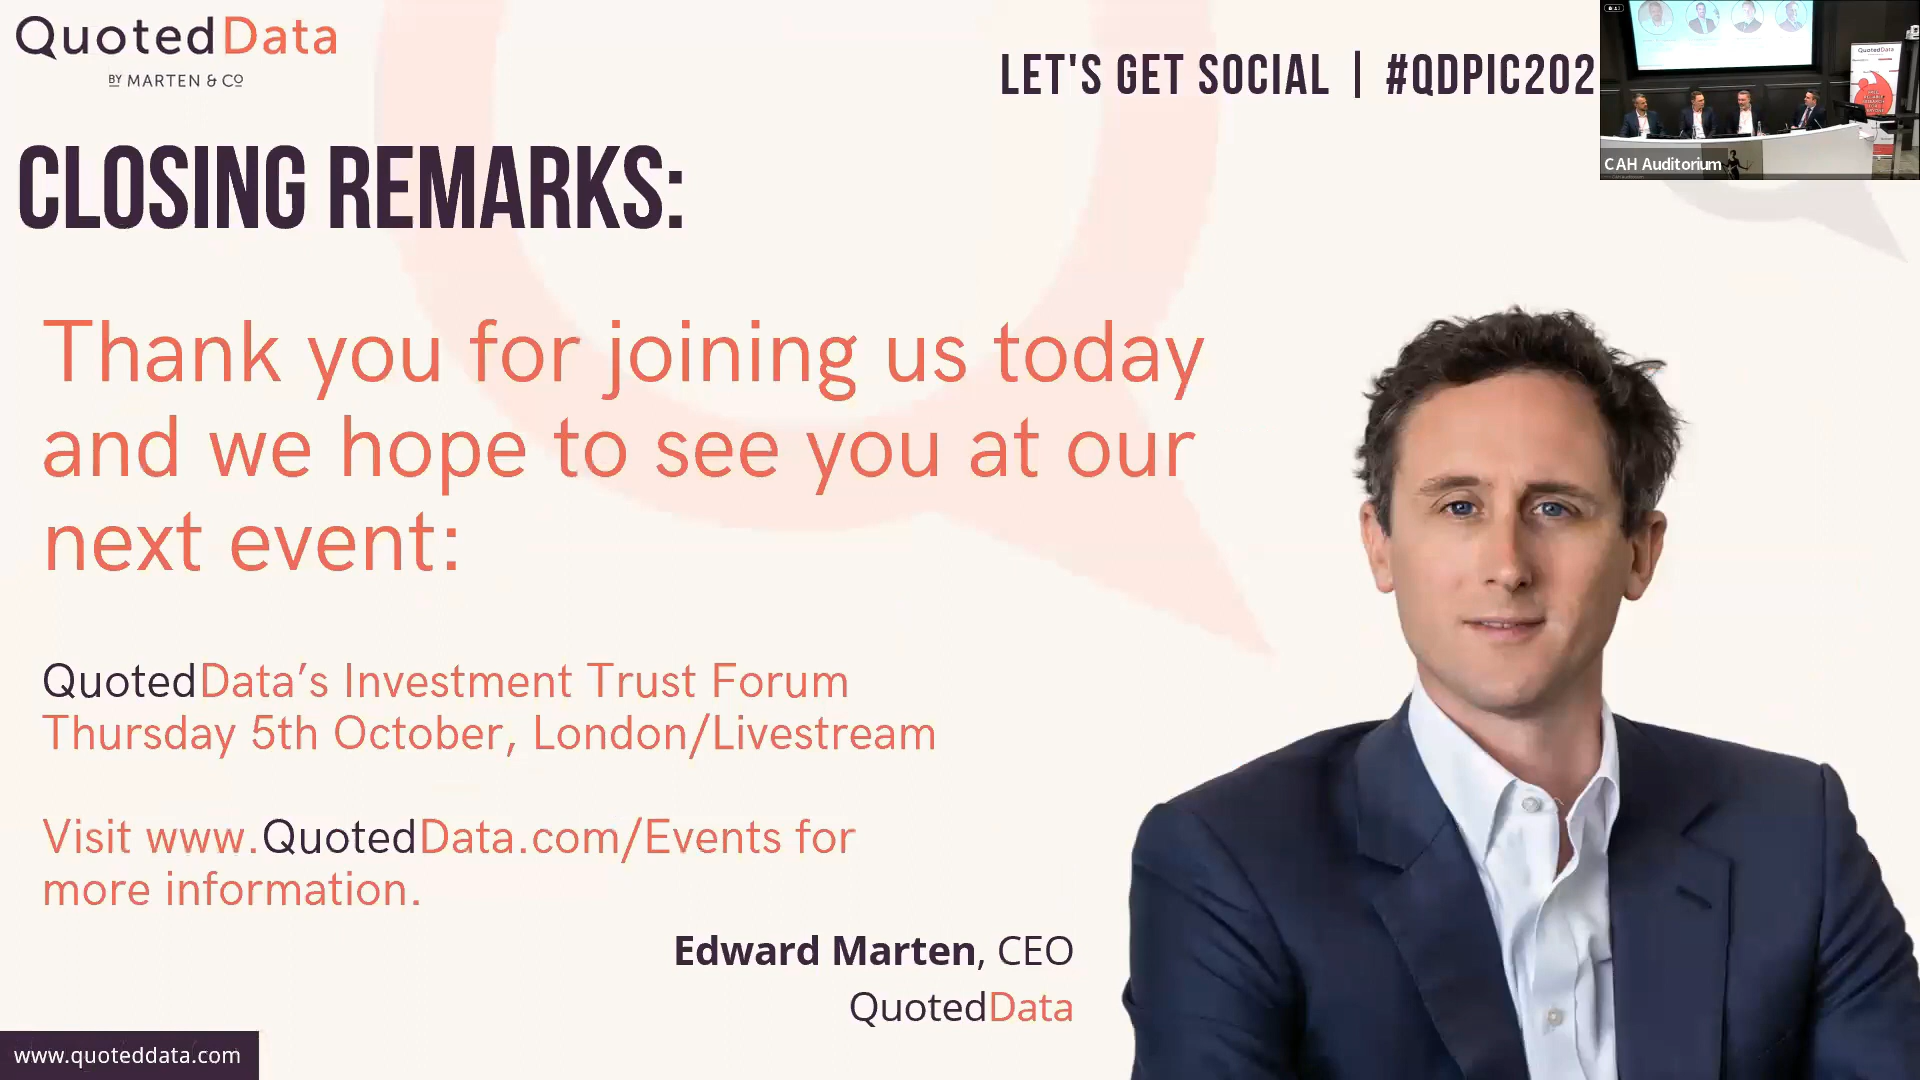 QuotedData
BY MARTEN & CO
LET'S GET SOCIAL | #QDPIC202
QuotedData
CAH Auditorium
CLOSING REMARKS:
Thank you for joining us today
and we hope to see you at our
next event:
QuotedData’s Investment Trust Forum
Thursday 5th October, London/Livestream
Visit www.QuotedData.com/Events for
more information.
Edward Marten, CEO
QuotedData
www.quoteddata.com